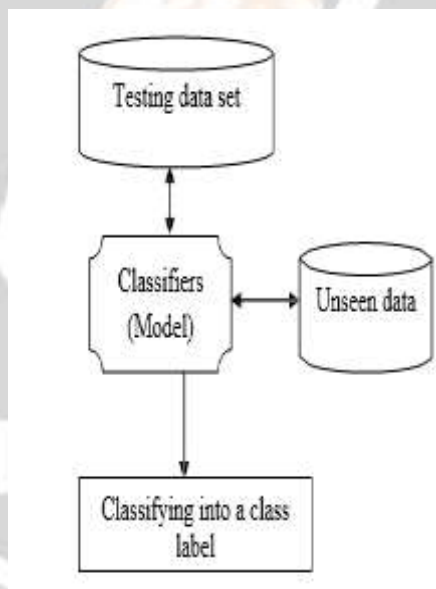 Testing data set
Classifiers
(Model)
Unseen data
Classifying into a class
label